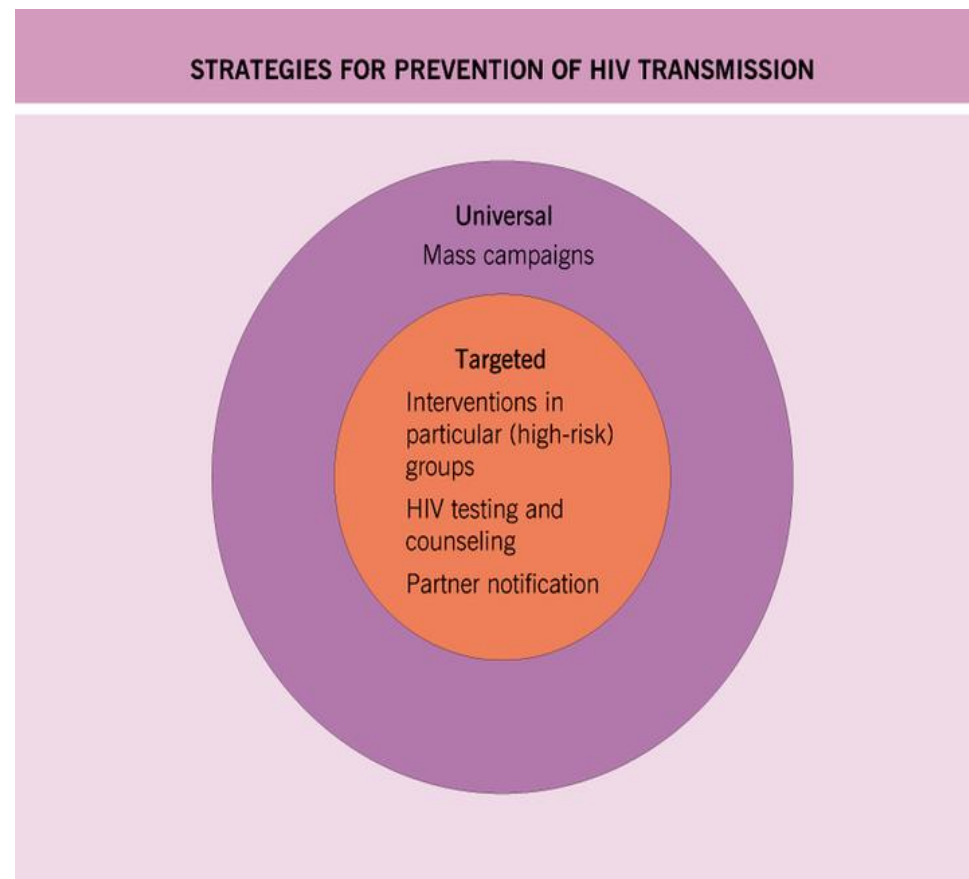 STRATEGIES FOR PREVENTION OF HIV TRANSMISSION
Universal
Mass campaigns
Targeted
Interventions in
particular (high-risk)
groups
HIV testing and
counseling
Partner notification